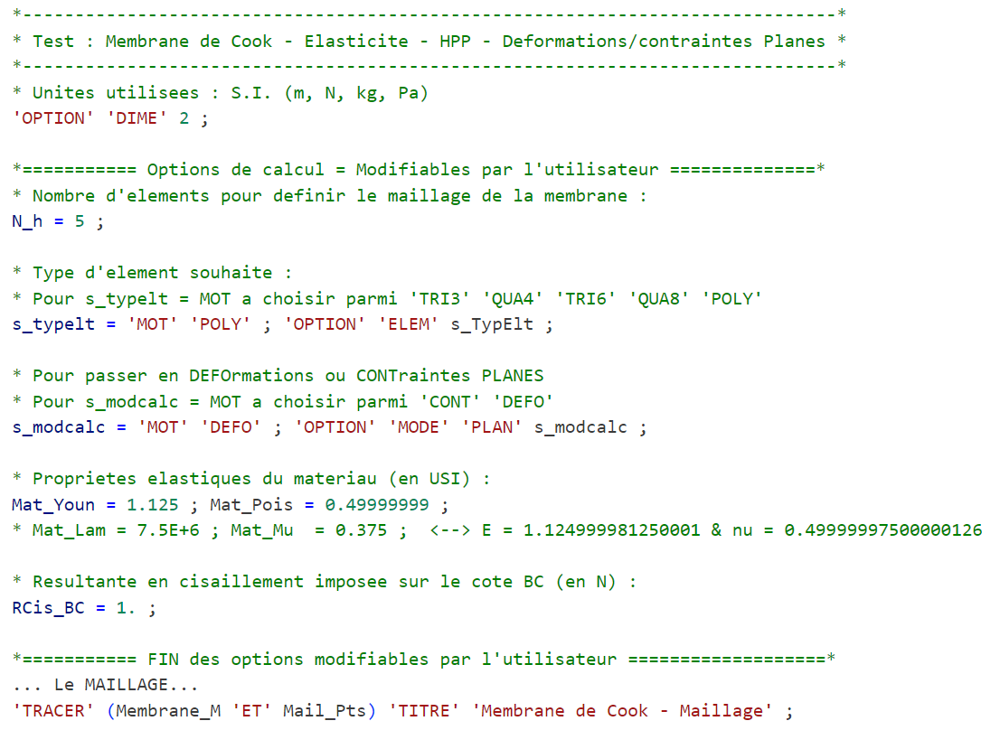 *------------------------------------------------------------------------------*
* Test : Membrane de Cook - Elasticite - HPP - Deformations/contraintes Planes *
*------------------------------------------------------------------------------*
* Unites utilisees : S.I. (m, N, kg, Pa)
'OPTION' 'DIME' 2 ;
*=========== Options de calcul = Modifiables par l'utilisateur ==============*
* Nombre d'elements pour definir le maillage de la membrane :
N_h = 5 ;
* Type d'element souhaite :
* Pour s_typelt = MOT a choisir parmi 'TRI3' 'QUA4' 'TRI6' 'QUA8' 'POLY'
s_typelt = 'MOT' 'POLY' ; 'OPTION' 'ELEM' s_TypElt ;
* Pour passer en DEFOrmations ou CONTraintes PLANES
* Pour s_modcalc = MOT a choisir parmi 'CONT' 'DEFO'
s_modcalc = 'MOT' 'DEFO' ; 'OPTION' 'MODE' 'PLAN' s_modcalc ;
* Proprietes elastiques du materiau (en USI) :
Mat_Youn = 1.125 ; Mat_Pois = 0.49999999 ;
* Mat_Lam = 7.5E+6 ; Mat_Mu  = 0.375 ;  <--> E = 1.124999981250001 & nu = 0.49999997500000126
* Resultante en cisaillement imposee sur le cote BC (en N) :
RCis_BC = 1. ;
*=========== FIN des options modifiables par l'utilisateur ===================*
... Le MAILLAGE...
'TRACER' (Membrane_M 'ET' Mail_Pts) 'TITRE' 'Membrane de Cook - Maillage' ;